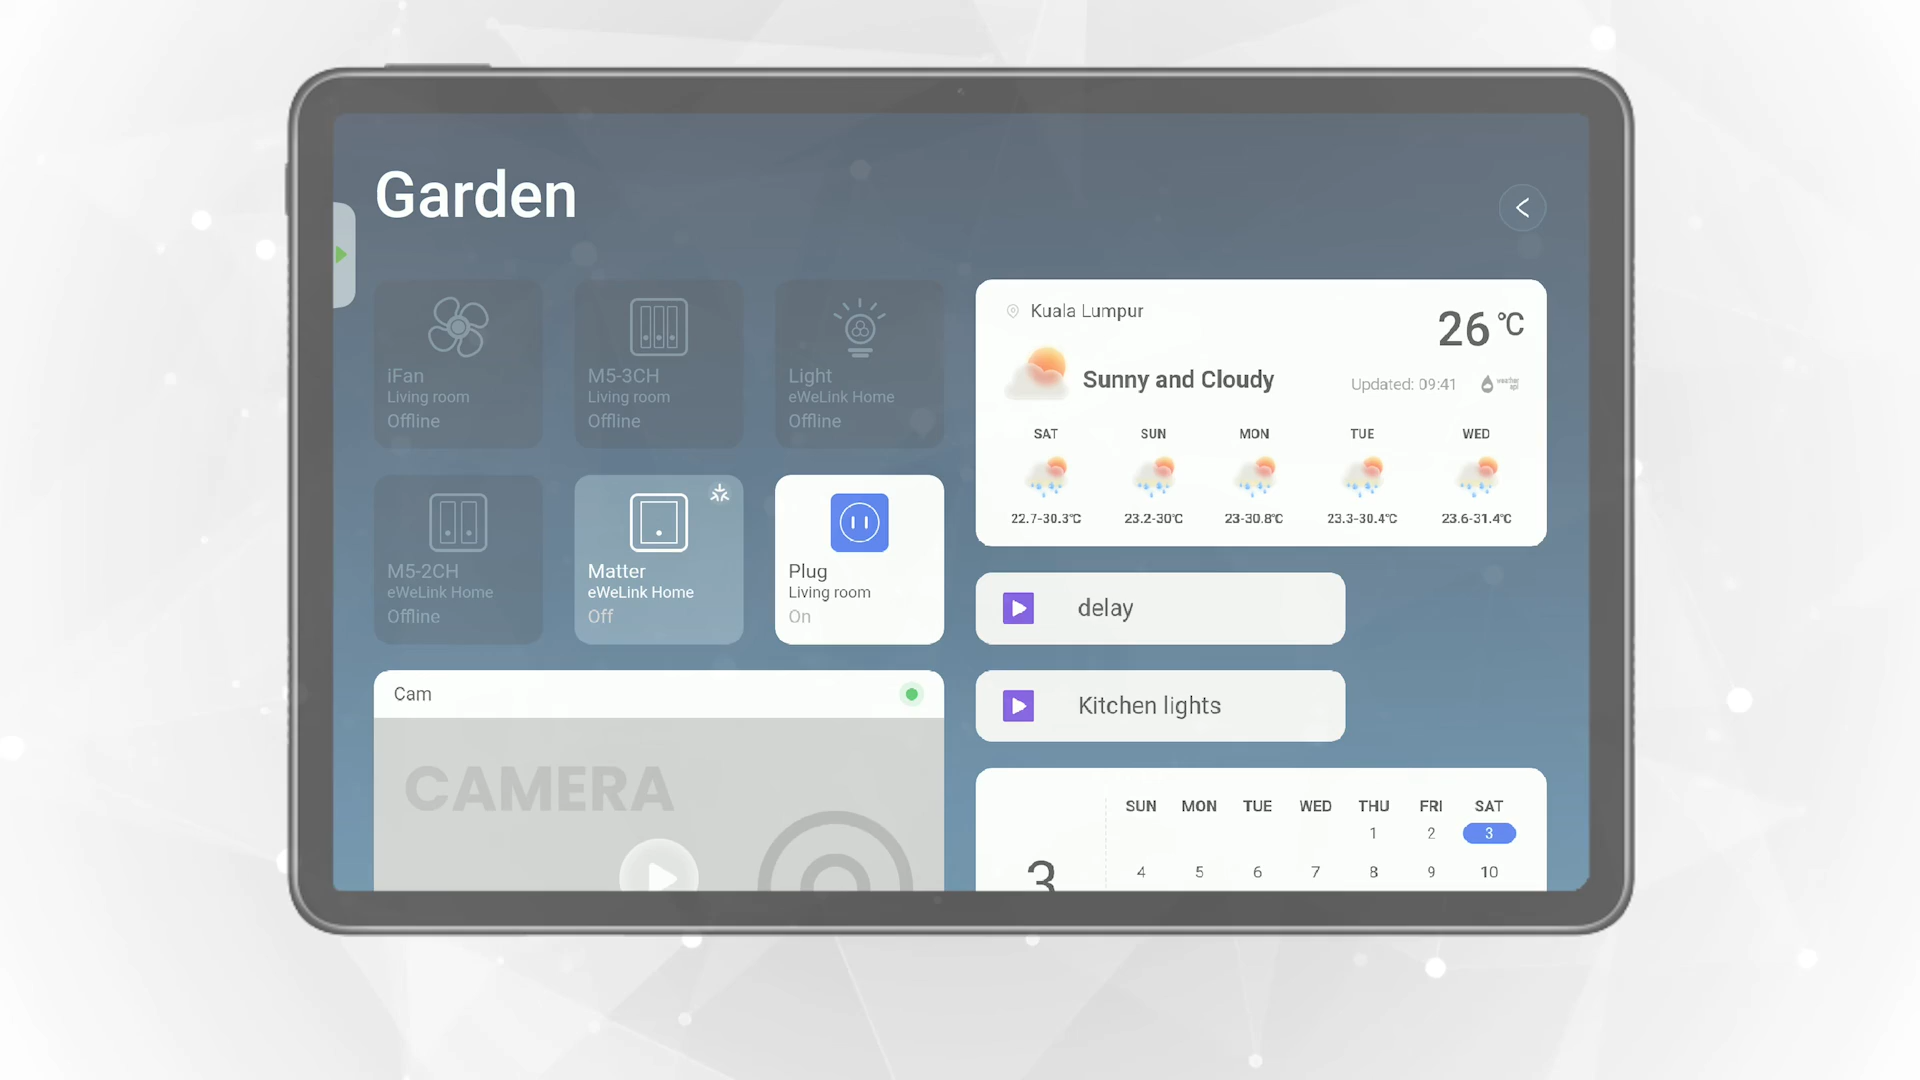 Garden
iFan
Living room
Offline
M5-3CH
Living room
Offline
Light
eWeLink Home
Offline
M5-2CH
eWeLink Home
Offline
Matter
eWeLink Home
Off
Plug
Living room
On
Cam
CAMERA
Kuala Lumpur
26 ℃
Sunny and Cloudy
Updated: 09:41
weather
api
SAT SUN MON TUE WED
22.7-30.3℃ 23.2-30℃ 23-30.8℃ 23.3-30.4℃ 23.6-31.4℃
delay
Kitchen lights
3
SUN MON TUE WED THU FRI SAT
1 2 3
4 5 6 7 8 9 10